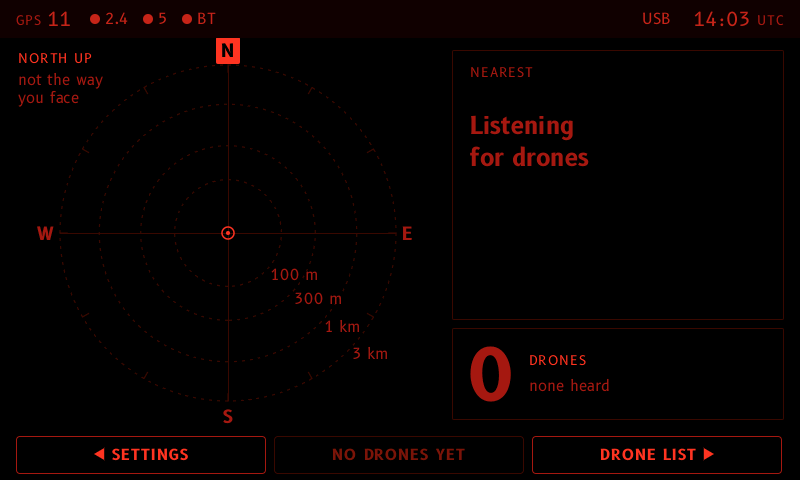 GPS 11 2.4 5 BT USB 14:03 UTC
NORTH UP
not the way
you face
N
W
E
S
100 m
300 m
1 km
3 km
NEAREST
Listening
for drones
0
DRONES
none heard
◀ SETTINGS
NO DRONES YET
DRONE LIST ▶